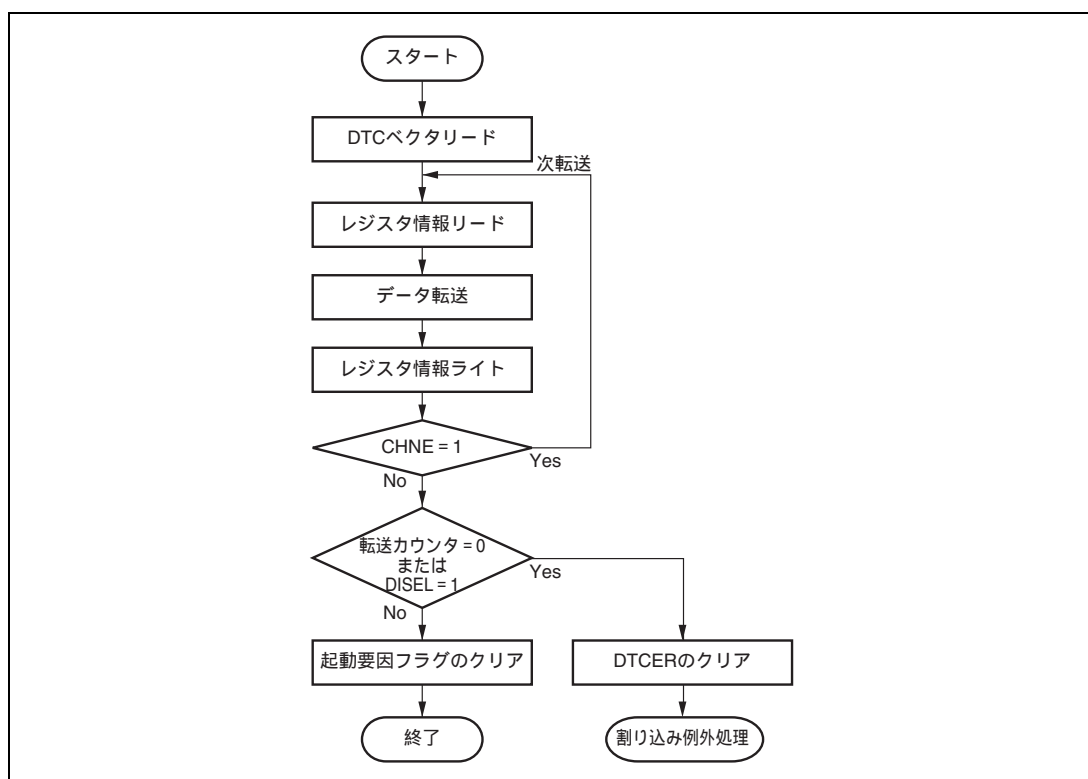 スタート
DTCベクタリード
次転送
レジスタ情報リード
データ転送
レジスタ情報ライト
CHNE = 1
Yes
No
転送カウンタ = 0
または
DISEL = 1
Yes
No
起動要因フラグのクリア
DTCERのクリア
終了
割り込み例外処理